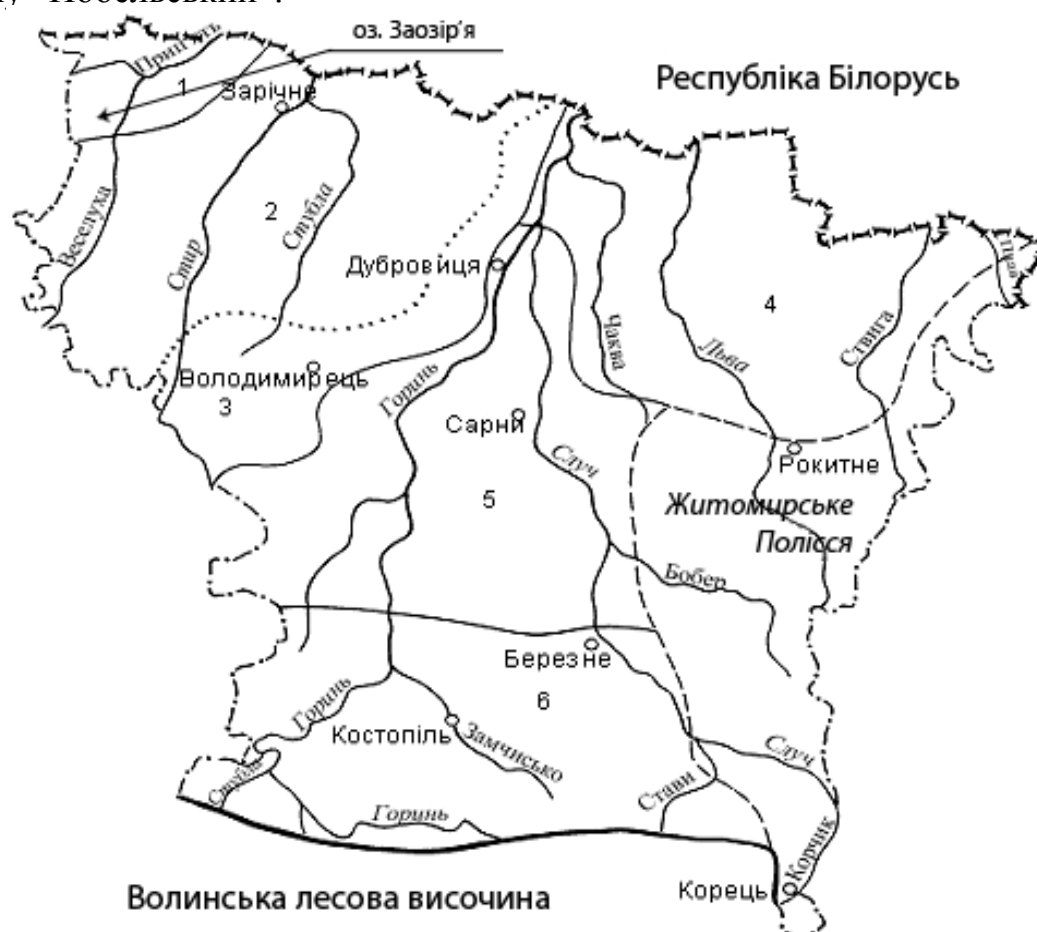 оз. Заозір'я
Республіка Білорусь
1
Зарічне
Веселуха
Стир
2
Стубла
Дубровиця
Чаква
4
Льва
Ствига
Володимирець
3
Горинь
Сарни
Случ
Рокитне
5
Житомирське
Полісся
Бобер
Березне
6
Горинь
Костопіль
Замчисько
Случ
Стави
Стубла
Горинь
Корчик
Корець
Волинська лесова височина